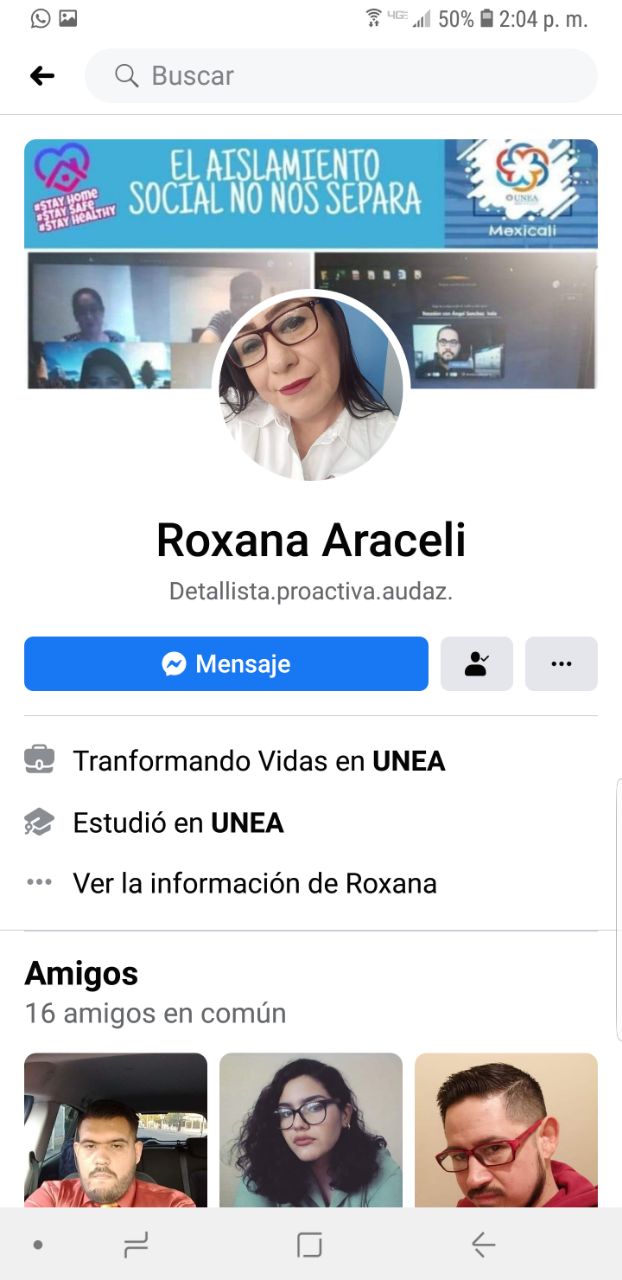 4GE
50%
2:04 p. m.
Buscar
EL AISLAMIENTO
SOCIAL NO NOS SEPARA
#STAY HOME
#STAY SAFE
#STAY HEALTHY
UNEA
Mexicali
Roxana Araceli
Detallista.proactiva.audaz.
Mensaje
Tranformando Vidas en UNEA
Estudió en UNEA
Ver la información de Roxana
Amigos
16 amigos en común